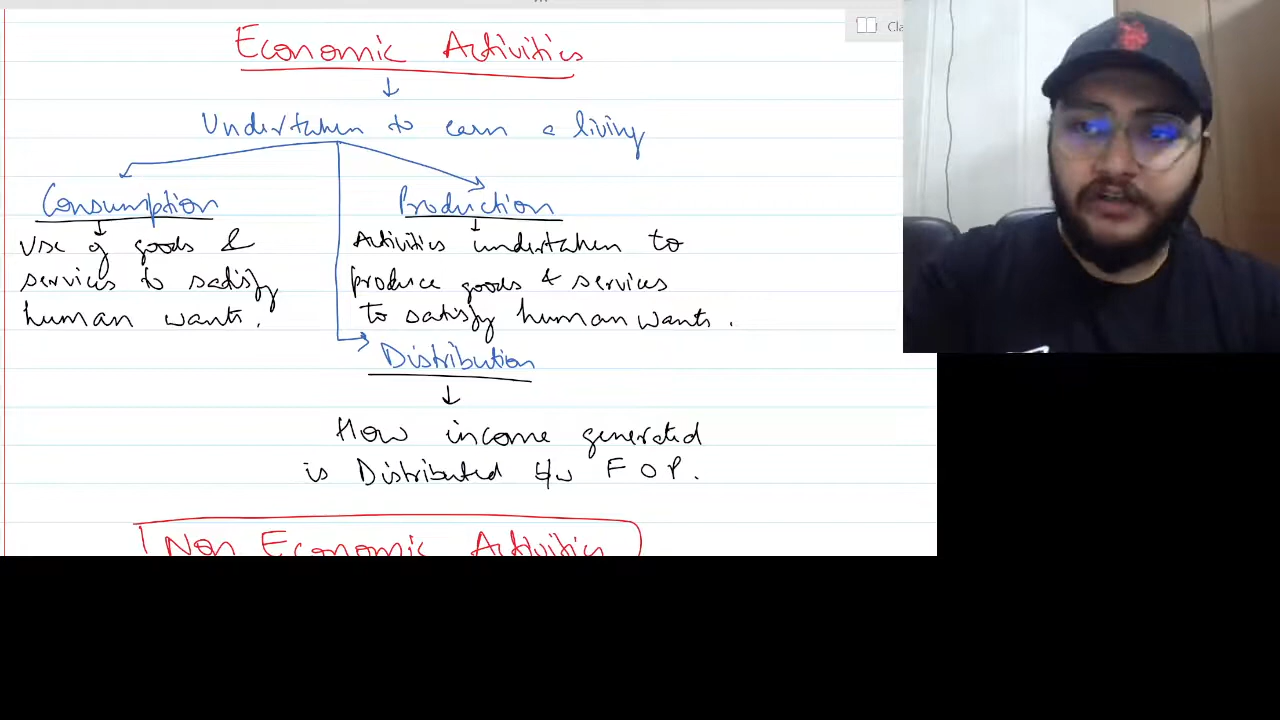 Economic Activities
Cla
Undertaken to earn a living
Consumption
Production
Use of goods &
services to satisfy
human wants.
Activities undertaken to
produce goods & services
to satisfy human wants.
Distribution
How income generated
is Distributed b/w F O P.
Non Economic Activities